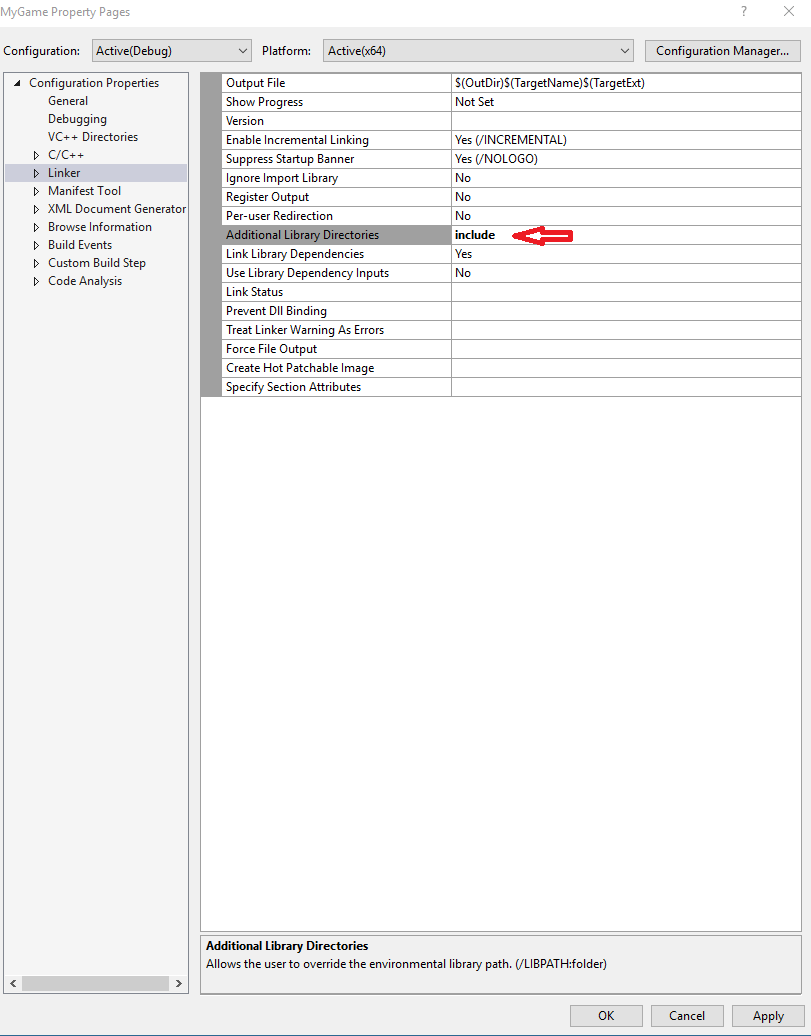 MyGame Property Pages
? ×
Configuration: Active(Debug) Platform: Active(x64) Configuration Manager...
Configuration Properties
General
Debugging
VC++ Directories
C/C++
Linker
Manifest Tool
XML Document Generator
Browse Information
Build Events
Custom Build Step
Code Analysis
Output File $(OutDir)$(TargetName)$(TargetExt)
Show Progress Not Set
Version
Enable Incremental Linking Yes (/INCREMENTAL)
Suppress Startup Banner Yes (/NOLOGO)
Ignore Import Library No
Register Output No
Per-user Redirection No
Additional Library Directories include
Link Library Dependencies Yes
Use Library Dependency Inputs No
Link Status
Prevent Dll Binding
Treat Linker Warning As Errors
Force File Output
Create Hot Patchable Image
Specify Section Attributes
Additional Library Directories
Allows the user to override the environmental library path. (/LIBPATH:folder)
OK Cancel Apply